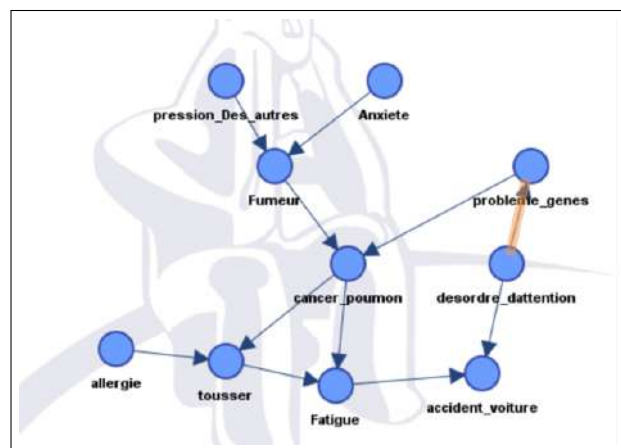 pression_Des_autres
Anxiete
Fumeur
probleme_genes
cancer_poumon
desordre_dattention
allergie
tousser
Fatigue
accident_voiture